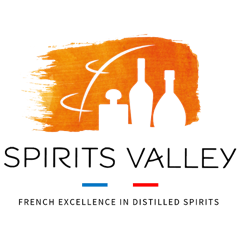 SPIRITS VALLEY
FRENCH EXCELLENCE IN DISTILLED SPIRITS